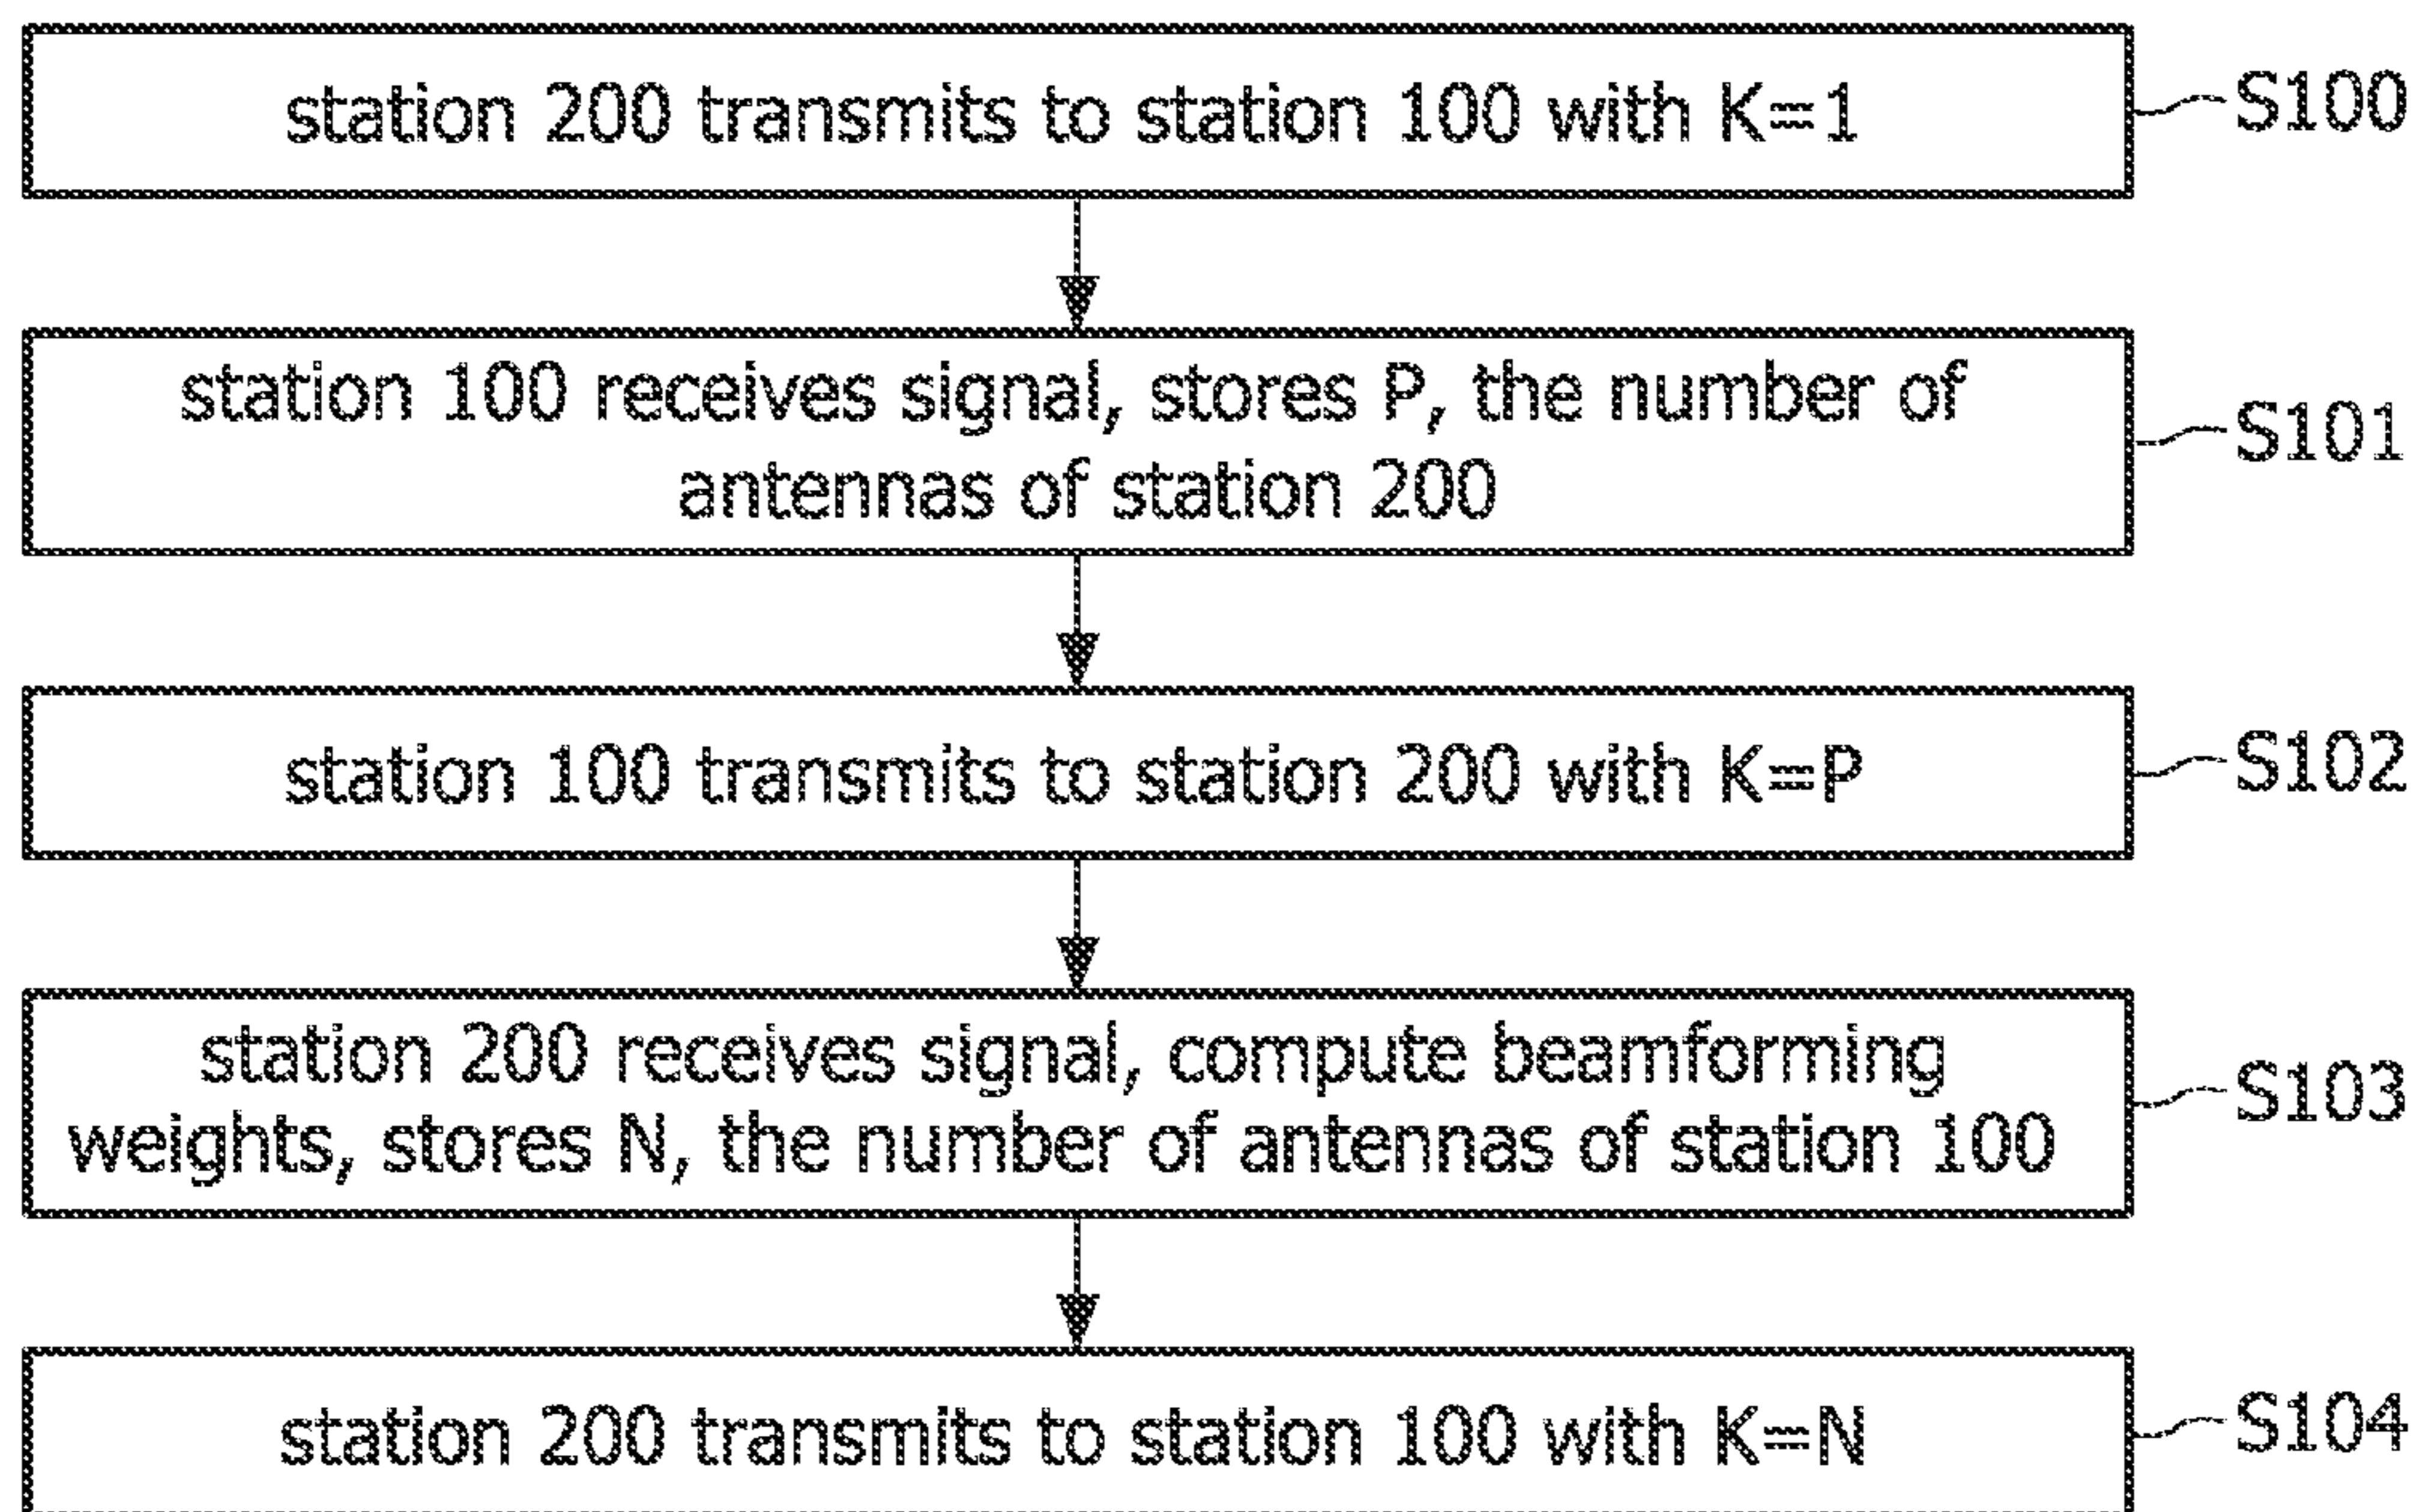 station 200 transmits to station 100 with K=1
S100
station 100 receives signal, stores P, the number of
antennas of station 200
S101
station 100 transmits to station 200 with K=P
S102
station 200 receives signal, compute beamforming
weights, stores N, the number of antennas of station 100
S103
station 200 transmits to station 100 with K=N
S104